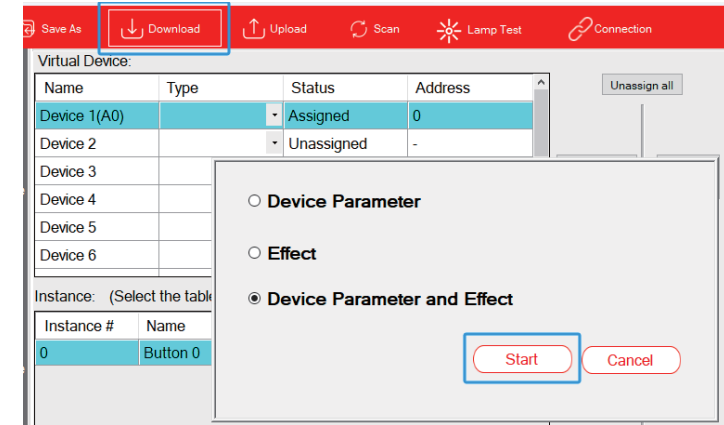 Save As Download Upload Scan Lamp Test Connection
Virtual Device:
Unassign all
Name Type Status Address
Device 1(A0) Assigned 0
Device 2 Unassigned -
Device 3
Device 4
Device 5
Device 6
Device Parameter
Effect
Device Parameter and Effect
Start Cancel
Instance: (Select the table
Instance # Name
0 Button 0